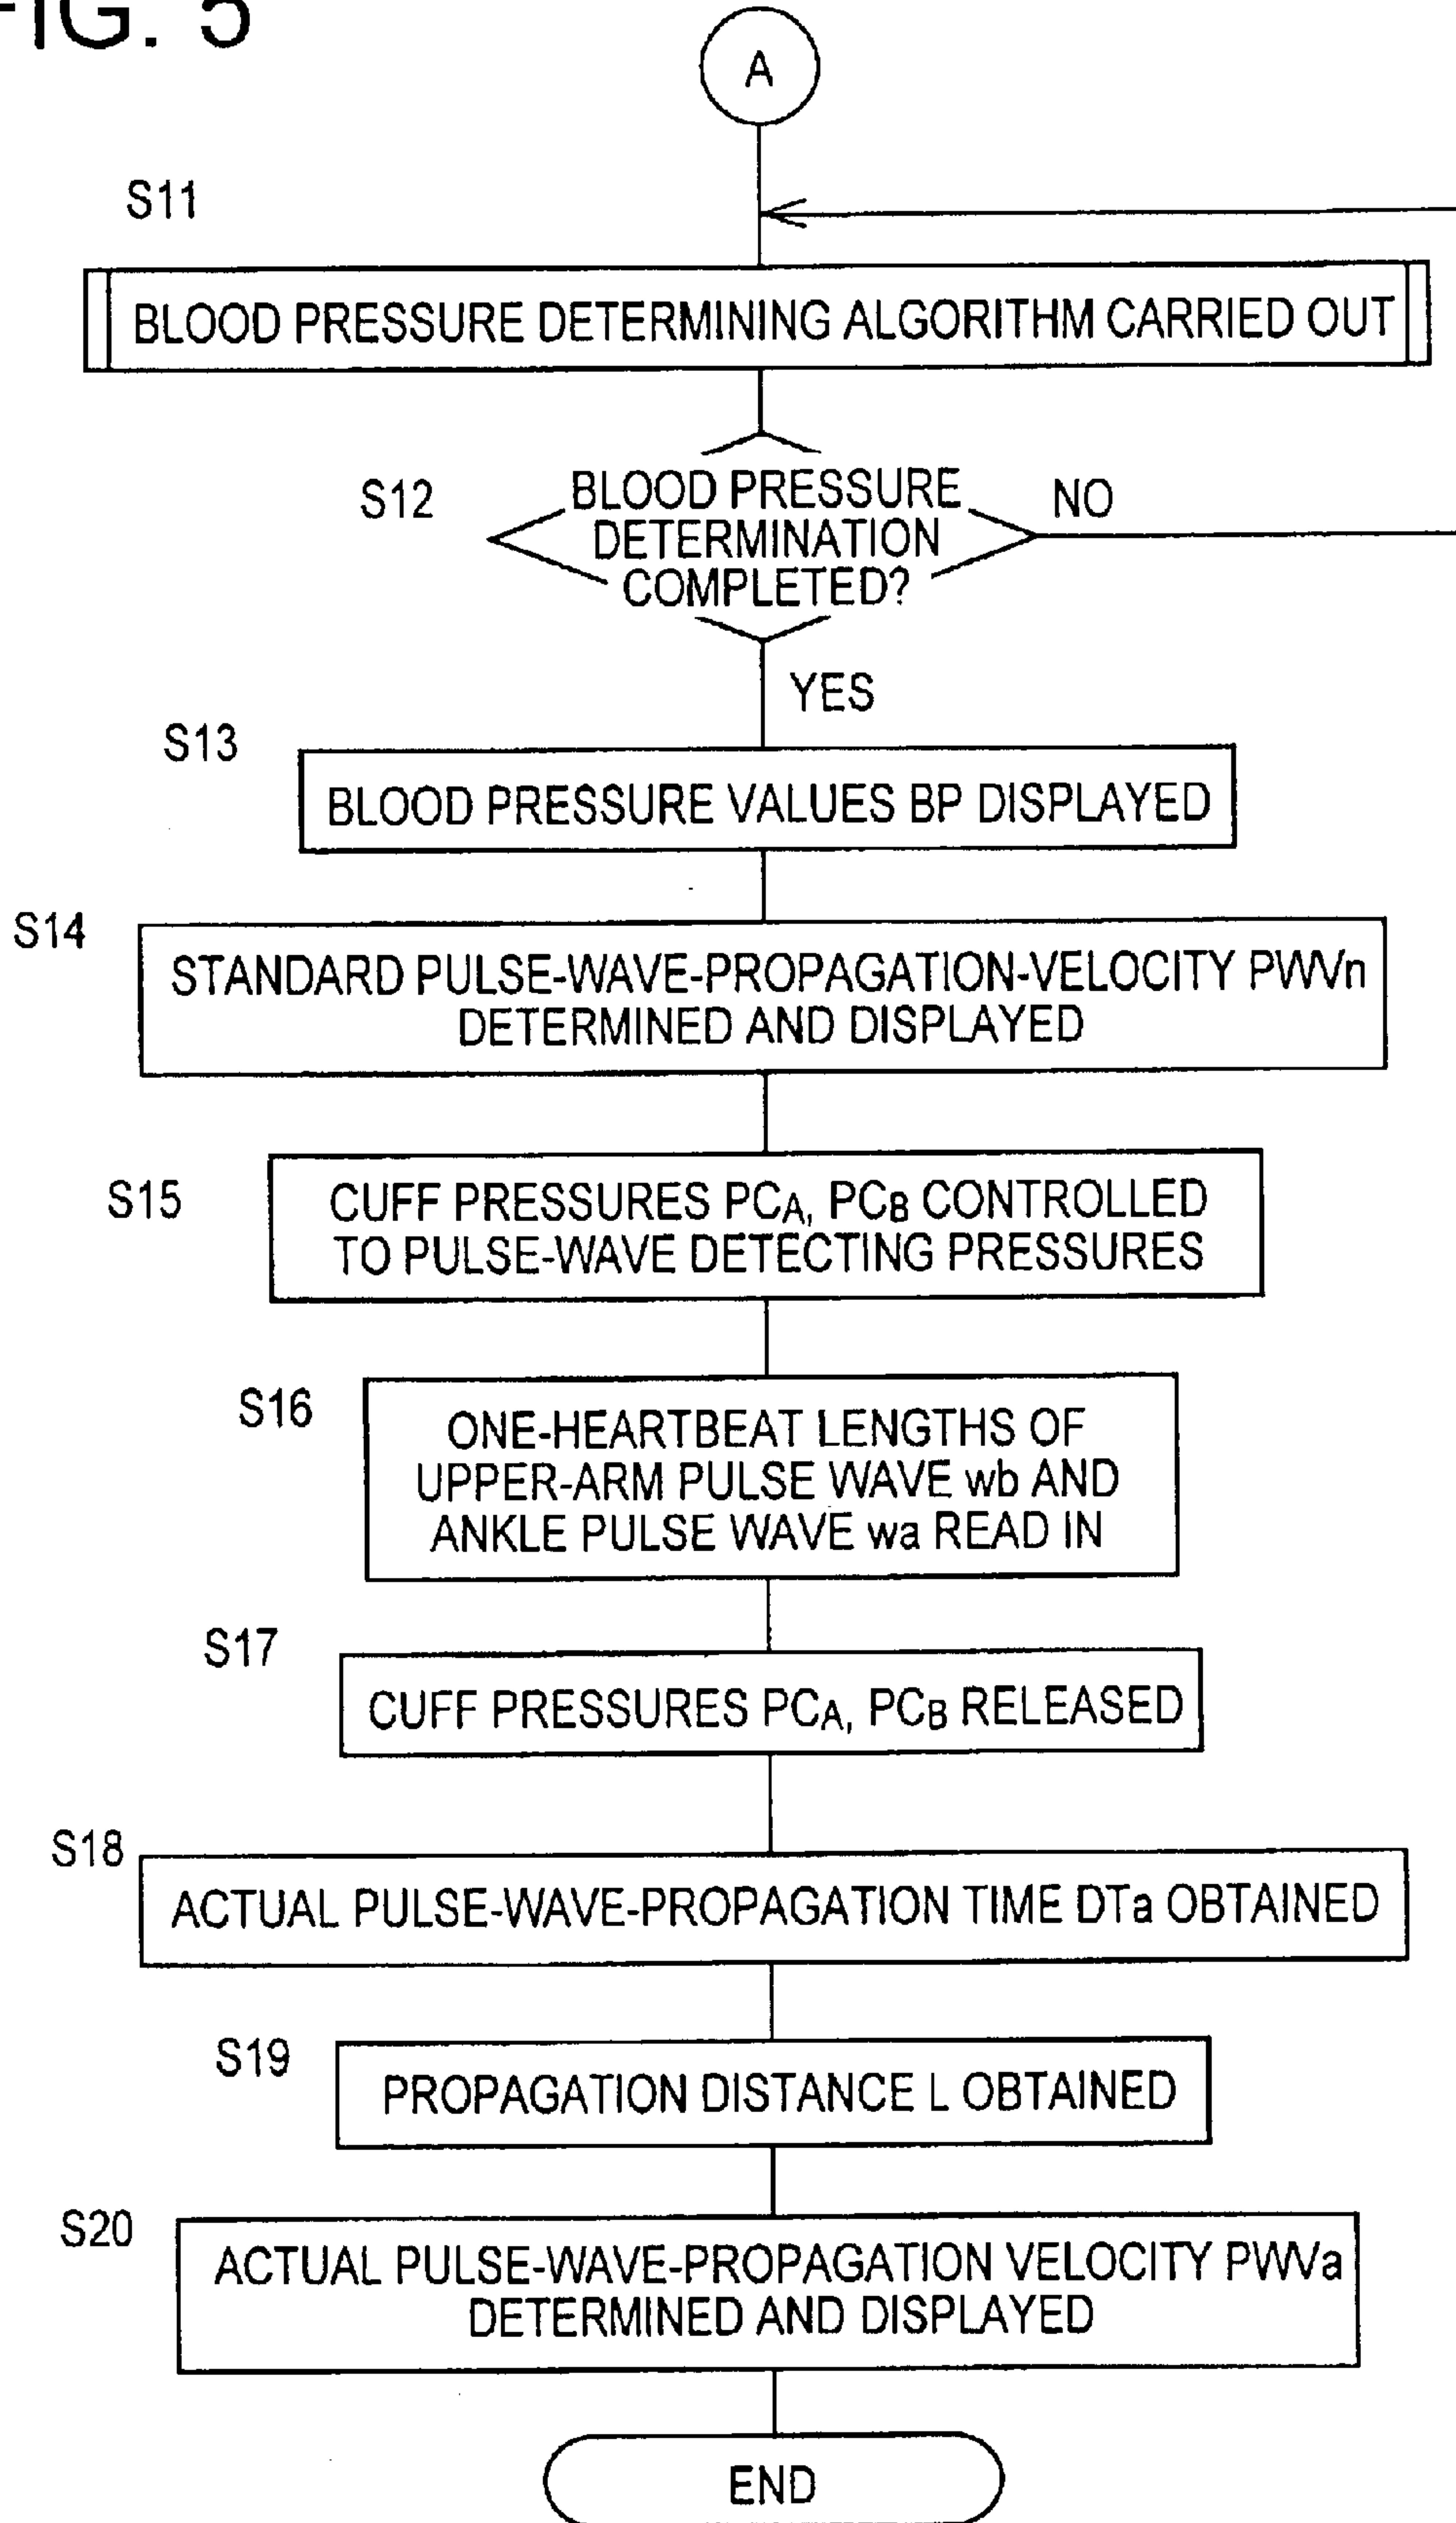 FIG. 5
A
S11
BLOOD PRESSURE DETERMINING ALGORITHM CARRIED OUT
S12
BLOOD PRESSURE
DETERMINATION
COMPLETED?
NO
YES
S13
BLOOD PRESSURE VALUES BP DISPLAYED
S14
STANDARD PULSE-WAVE-PROPAGATION-VELOCITY PWVn
DETERMINED AND DISPLAYED
S15
CUFF PRESSURES PCA, PCB CONTROLLED
TO PULSE-WAVE DETECTING PRESSURES
S16
ONE-HEARTBEAT LENGTHS OF
UPPER-ARM PULSE WAVE wb AND
ANKLE PULSE WAVE wa READ IN
S17
CUFF PRESSURES PCA, PCB RELEASED
S18
ACTUAL PULSE-WAVE-PROPAGATION TIME DTa OBTAINED
S19
PROPAGATION DISTANCE L OBTAINED
S20
ACTUAL PULSE-WAVE-PROPAGATION VELOCITY PWVa
DETERMINED AND DISPLAYED
END